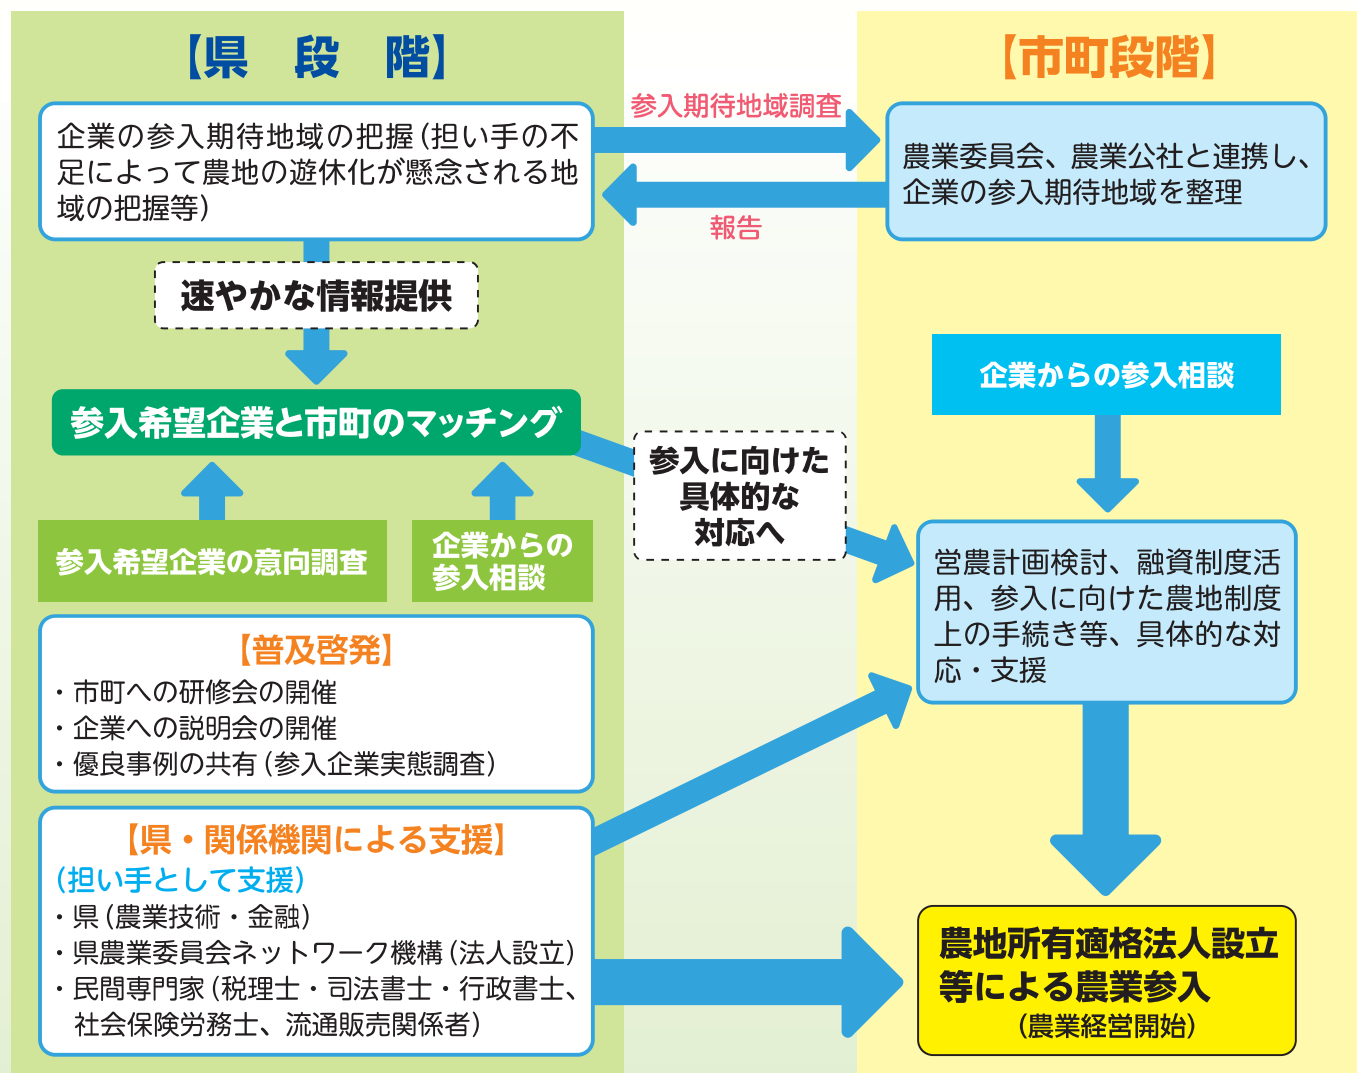 【県　段　階】
企業の参入期待地域の把握（担い手の不
足によって農地の遊休化が懸念される地
域の把握等）
参入期待地域調査
報告
【市町段階】
農業委員会、農業公社と連携し、
企業の参入期待地域を整理
速やかな情報提供
参入希望企業と市町のマッチング
参入希望企業の意向調査
企業からの
参入相談
参入に向けた
具体的な
対応へ
企業からの参入相談
営農計画検討、融資制度活
用、参入に向けた農地制度
上の手続き等、具体的な対
応・支援
【普及啓発】
・市町への研修会の開催
・企業への説明会の開催
・優良事例の共有（参入企業実態調査）
【県・関係機関による支援】
（担い手として支援）
・県（農業技術・金融）
・県農業委員会ネットワーク機構（法人設立）
・民間専門家（税理士・司法書士・行政書士、
社会保険労務士、流通販売関係者）
農地所有適格法人設立
等による農業参入
（農業経営開始）